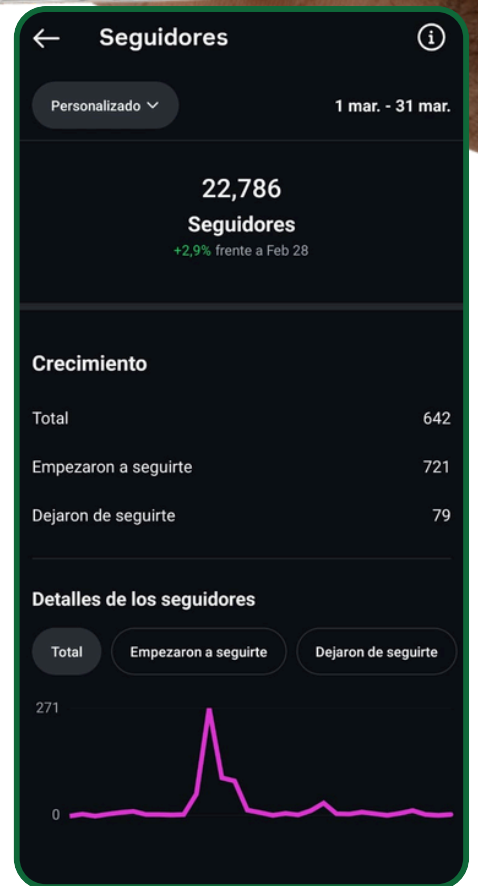 Seguidores
Personalizado
1 mar. - 31 mar.
22,786
Seguidores
+2,9% frente a Feb 28
Crecimiento
Total 642
Empezaron a seguirte 721
Dejaron de seguirte 79
Detalles de los seguidores
Total Empezaron a seguirte Dejaron de seguirte
271
0